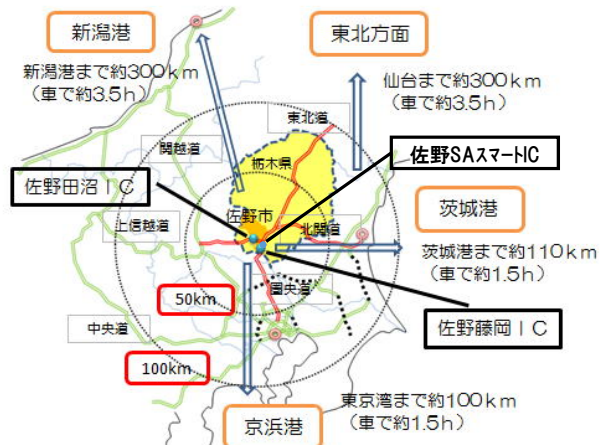 新潟港
東北方面
新潟港まで約300km
（車で約3.5h）
仙台まで約300km
（車で約3.5h）
東北道
関越道
栃木県
佐野SAスマートIC
佐野田沼IC
茨城港
佐野市
北関道
上信越道
茨城港まで約110km
（車で約1.5h）
50km
圏央道
佐野藤岡IC
中央道
100km
東京湾まで約100km
（車で約1.5h）
京浜港